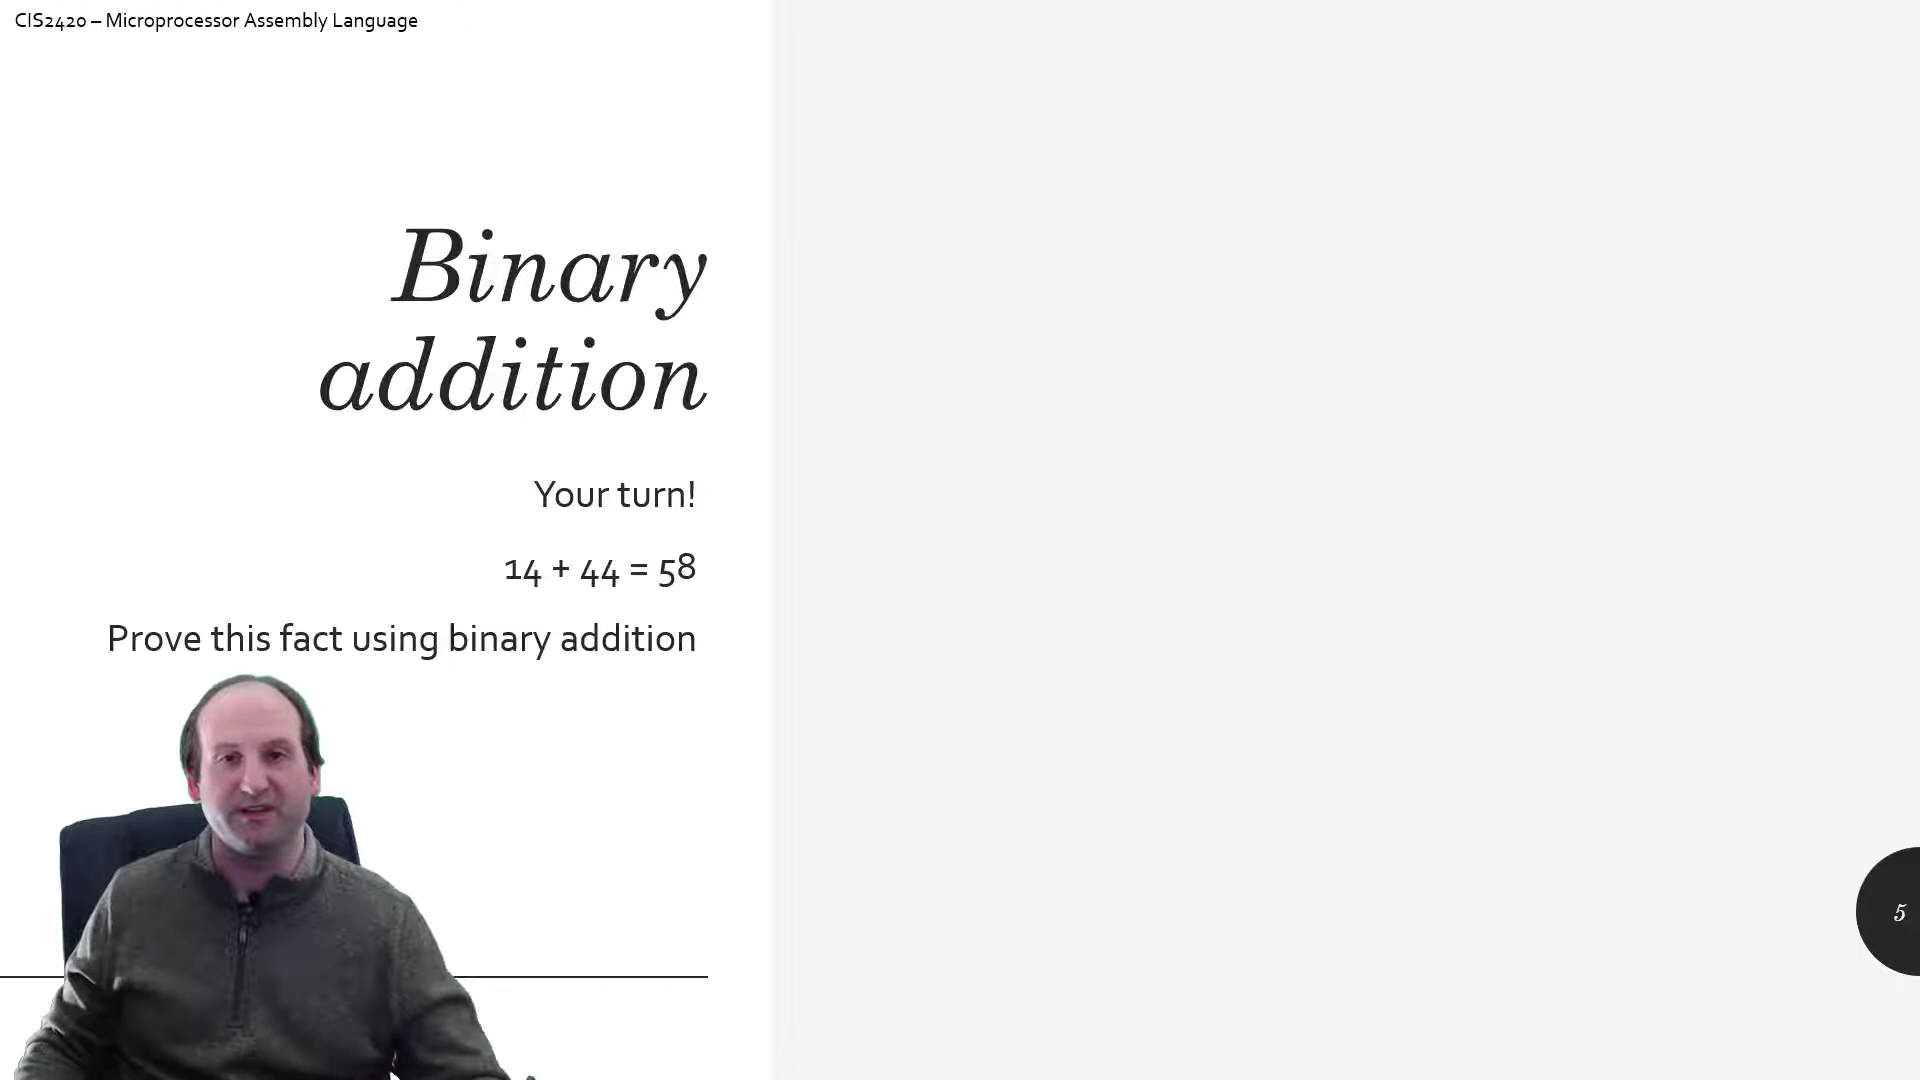 CIS2420 – Microprocessor Assembly Language
Binary
addition
Your turn!
14 + 44 = 58
Prove this fact using binary addition
5